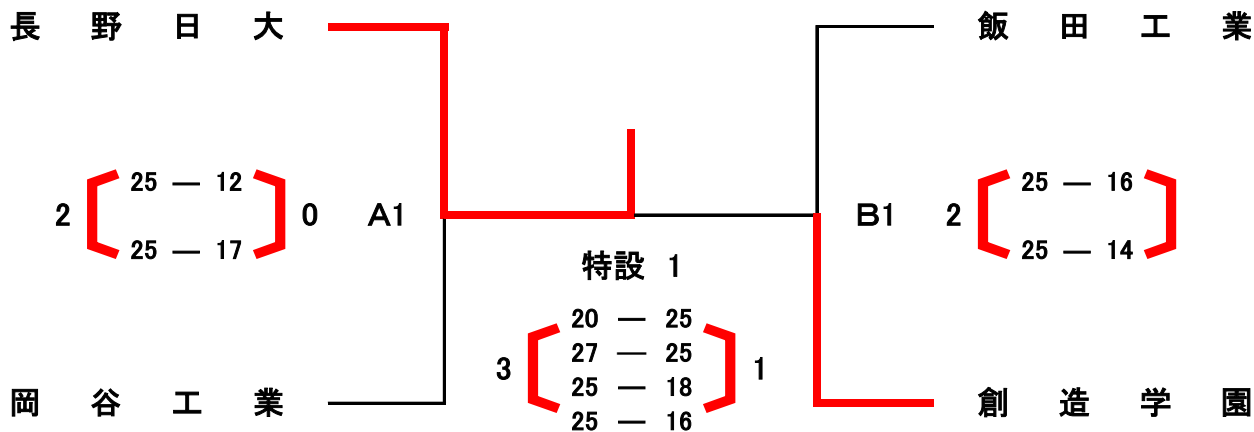 長野日大
飯田工業
2 25 ― 12 0 A1
25 ― 17
B1 2 25 ― 16
25 ― 14
特設 1
3 20 ― 25 1
27 ― 25
25 ― 18
25 ― 16
岡谷工業
創造学園